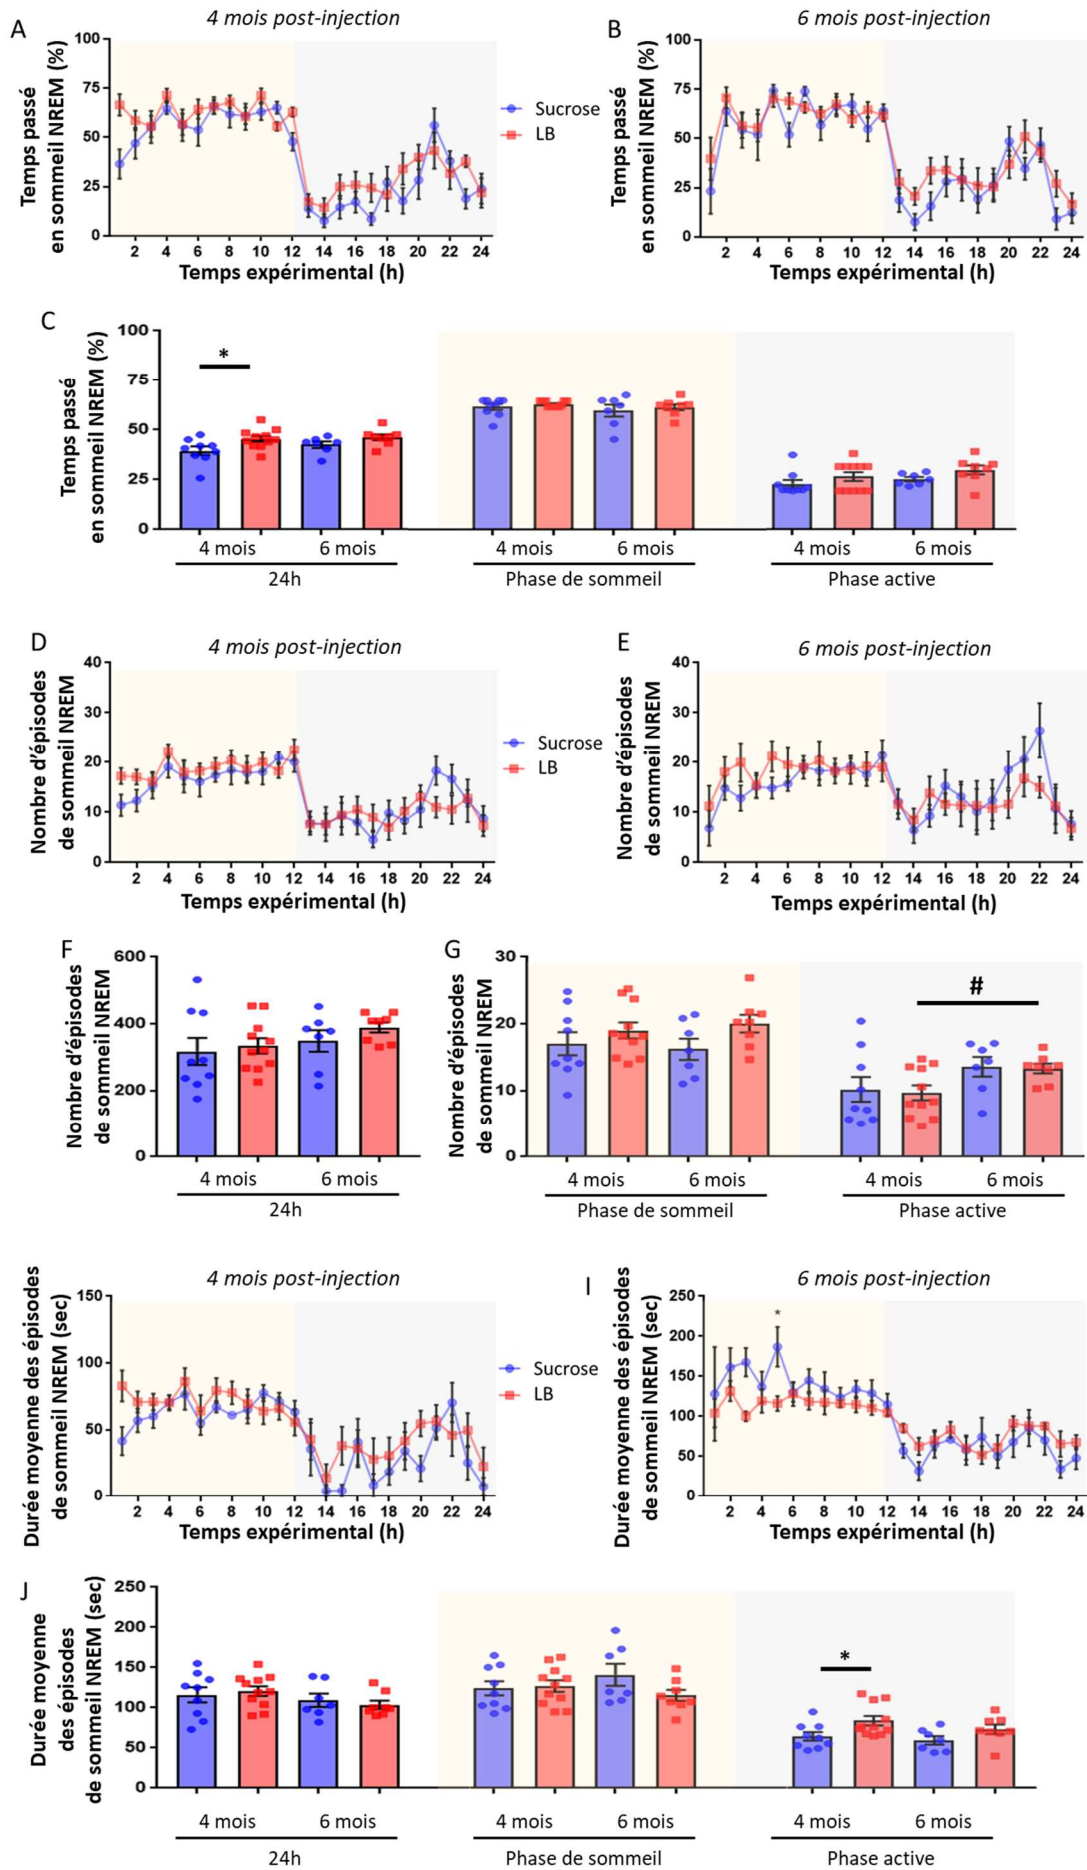 A
4 mois post-injection
Temps passé
en sommeil NREM (%)
100
75
50
25
0
2 4 6 8 10 12 14 16 18 20 22 24
Temps expérimental (h)
Sucrose
LB
B
6 mois post-injection
Temps passé
en sommeil NREM (%)
100
75
50
25
0
2 4 6 8 10 12 14 16 18 20 22 24
Temps expérimental (h)
C
Temps passé
en sommeil NREM (%)
100
75
50
25
0
*
4 mois 6 mois
24h
4 mois 6 mois
Phase de sommeil
4 mois 6 mois
Phase active
D
4 mois post-injection
Nombre d'épisodes
de sommeil NREM
40
30
20
10
0
2 4 6 8 10 12 14 16 18 20 22 24
Temps expérimental (h)
Sucrose
LB
E
6 mois post-injection
Nombre d'épisodes
de sommeil NREM
40
30
20
10
0
2 4 6 8 10 12 14 16 18 20 22 24
Temps expérimental (h)
F
Nombre d'épisodes
de sommeil NREM
600
400
200
0
4 mois 6 mois
24h
G
Nombre d'épisodes
de sommeil NREM
30
20
10
0
#
4 mois 6 mois
Phase de sommeil
4 mois 6 mois
Phase active
4 mois post-injection
Durée moyenne des épisodes
de sommeil NREM (sec)
150
100
50
0
2 4 6 8 10 12 14 16 18 20 22 24
Temps expérimental (h)
Sucrose
LB
I
6 mois post-injection
Durée moyenne des épisodes
de sommeil NREM (sec)
250
200
150
100
50
0
*
2 4 6 8 10 12 14 16 18 20 22 24
Temps expérimental (h)
J
Durée moyenne
des épisodes
de sommeil NREM (sec)
250
200
150
100
50
0
*
4 mois 6 mois
24h
4 mois 6 mois
Phase de sommeil
4 mois 6 mois
Phase active